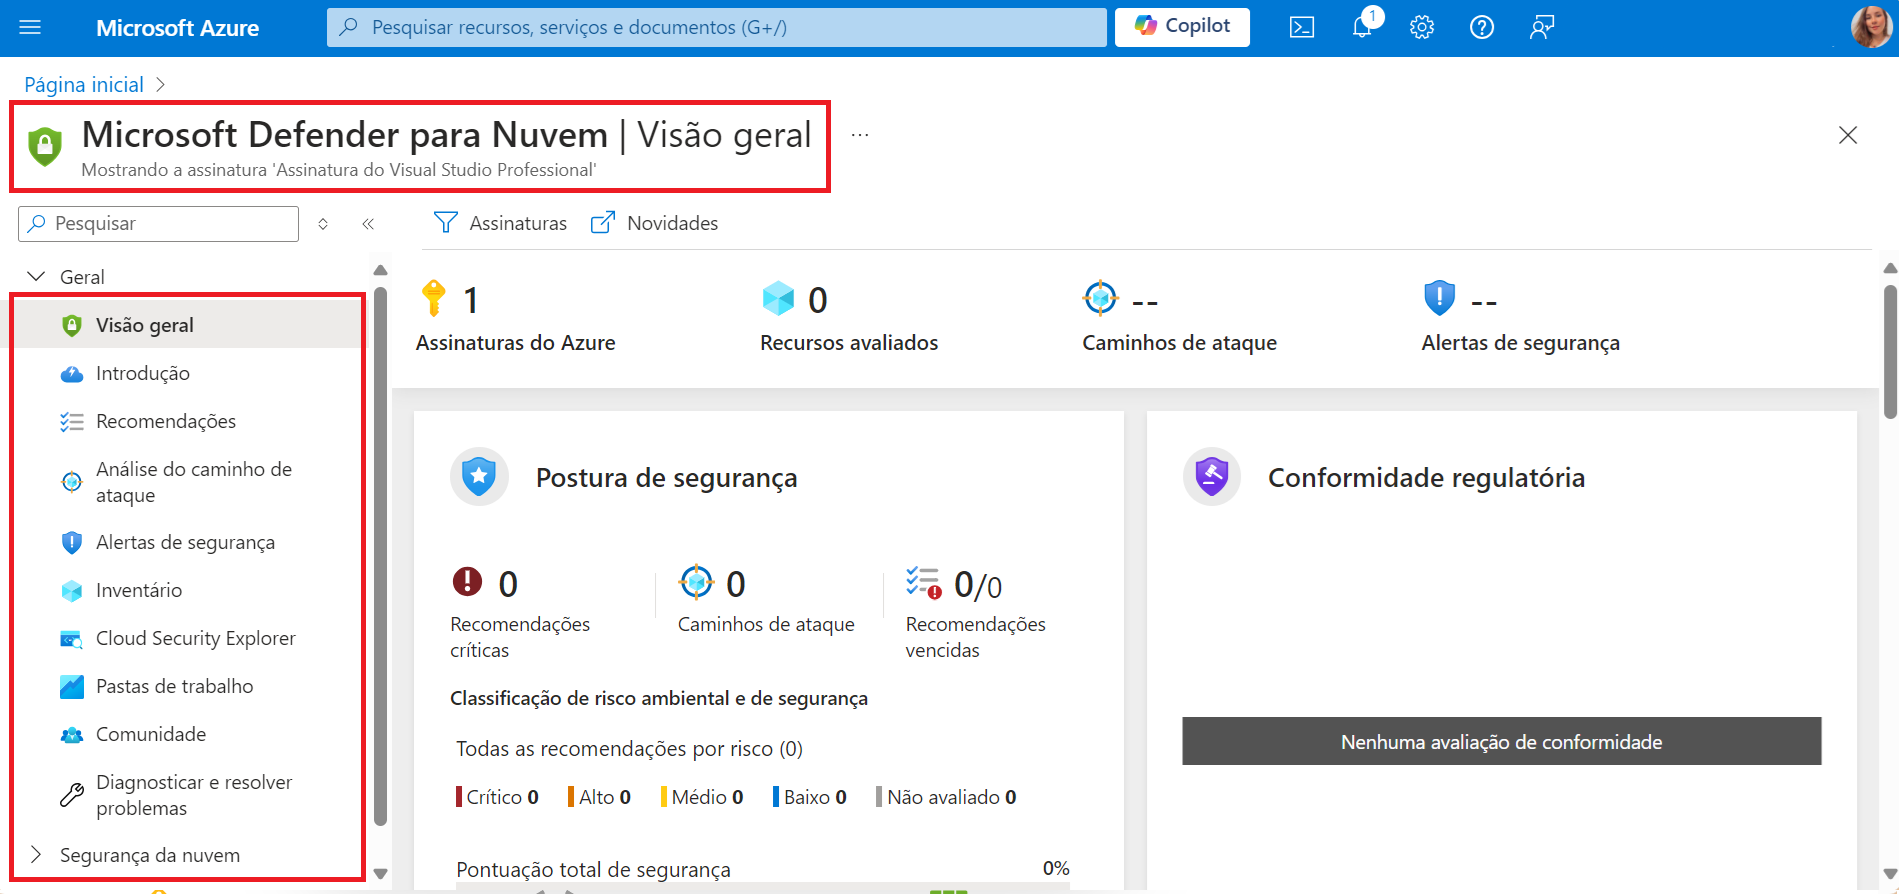 Microsoft Azure
Pesquisar recursos, serviços e documentos (G+/)
Copilot
1
Página inicial
Microsoft Defender para Nuvem | Visão geral
Mostrando a assinatura 'Assinatura do Visual Studio Professional'
Pesquisar
Assinaturas
Novidades
Geral
Visão geral
Introdução
Recomendações
Análise do caminho de
ataque
Alertas de segurança
Inventário
Cloud Security Explorer
Pastas de trabalho
Comunidade
Diagnosticar e resolver
problemas
Segurança da nuvem
1
Assinaturas do Azure
0
Recursos avaliados
--
Caminhos de ataque
--
Alertas de segurança
Postura de segurança
0
Recomendações
críticas
0
Caminhos de ataque
0/0
Recomendações
vencidas
Classificação de risco ambiental e de segurança
Todas as recomendações por risco (0)
Crítico 0 Alto 0 Médio 0 Baixo 0 Não avaliado 0
Pontuação total de segurança 0%
Conformidade regulatória
Nenhuma avaliação de conformidade